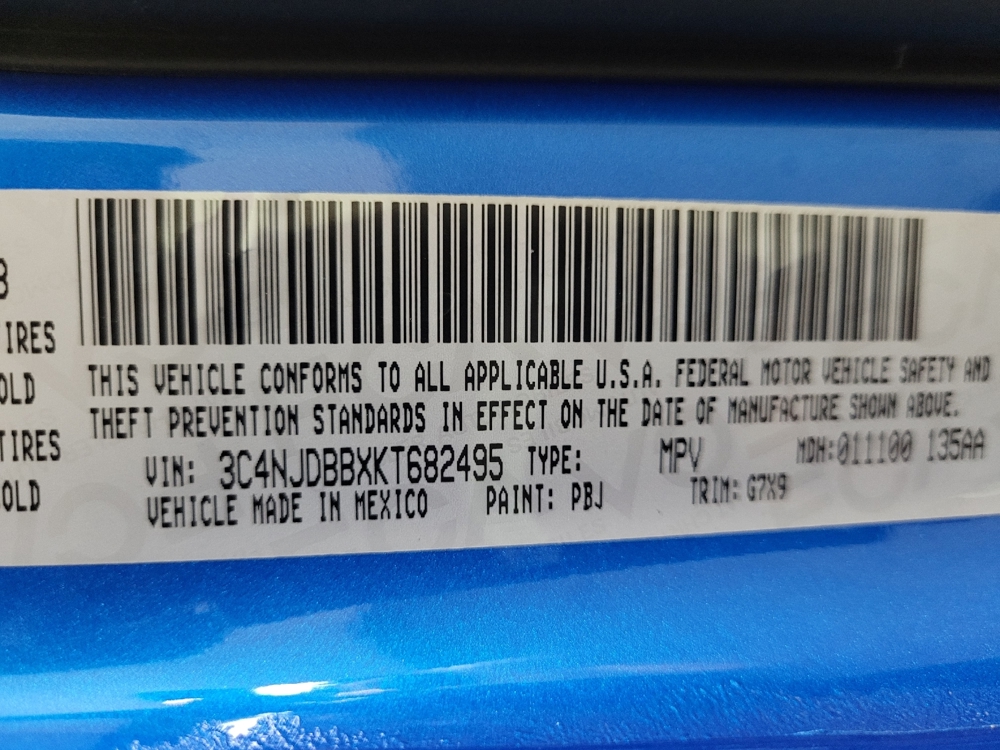 3
IRES
OLD
TIRES
OLD
THIS VEHICLE CONFORMS TO ALL APPLICABLE U.S.A. FEDERAL MOTOR VEHICLE SAFETY AND
THEFT PREVENTION STANDARDS IN EFFECT ON THE DATE OF MANUFACTURE SHOWN ABOVE.
VIN: 3C4NJDBBXKT682495 TYPE: MPV MDH:011100 135AA
VEHICLE MADE IN MEXICO PAINT: PBJ TRIM: G7X9